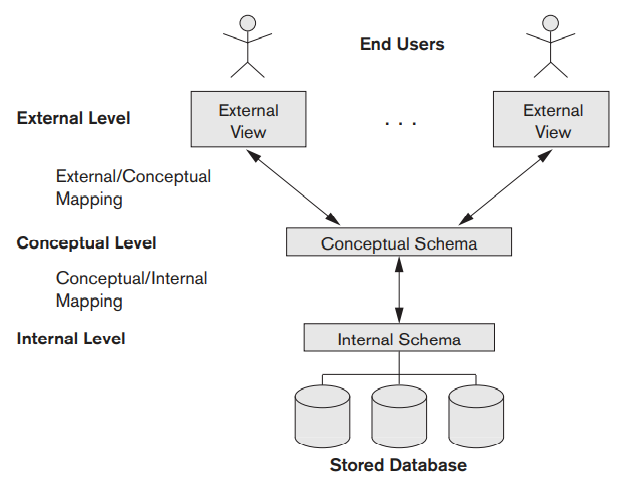 End Users
External Level
External
View
. . .
External
View
External/Conceptual
Mapping
Conceptual Level
Conceptual Schema
Conceptual/Internal
Mapping
Internal Level
Internal Schema
Stored Database